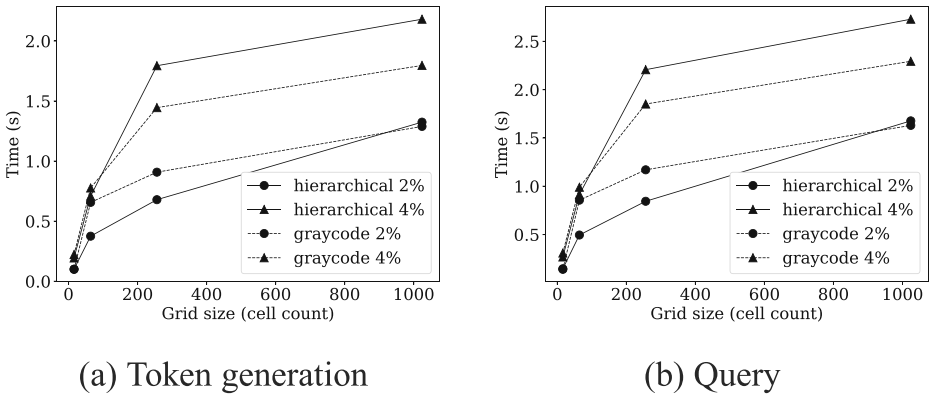 2.0
1.5
1.0
0.5
0.0
Time (s)
0 200 400 600 800 1000
Grid size (cell count)
hierarchical 2%
hierarchical 4%
graycode 2%
graycode 4%
(a) Token generation
2.5
2.0
1.5
1.0
0.5
Time (s)
0 200 400 600 800 1000
Grid size (cell count)
hierarchical 2%
hierarchical 4%
graycode 2%
graycode 4%
(b) Query